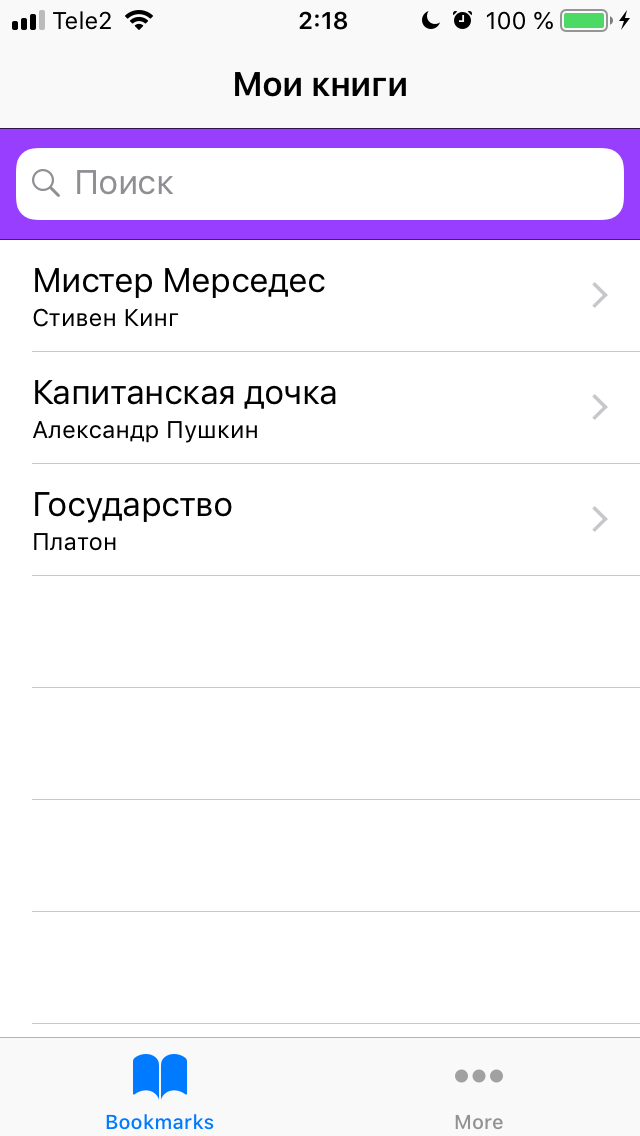 Tele2 2:18 100 %
Мои книги
Поиск
Мистер Мерседес
Стивен Кинг
Капитанская дочка
Александр Пушкин
Государство
Платон
Bookmarks More